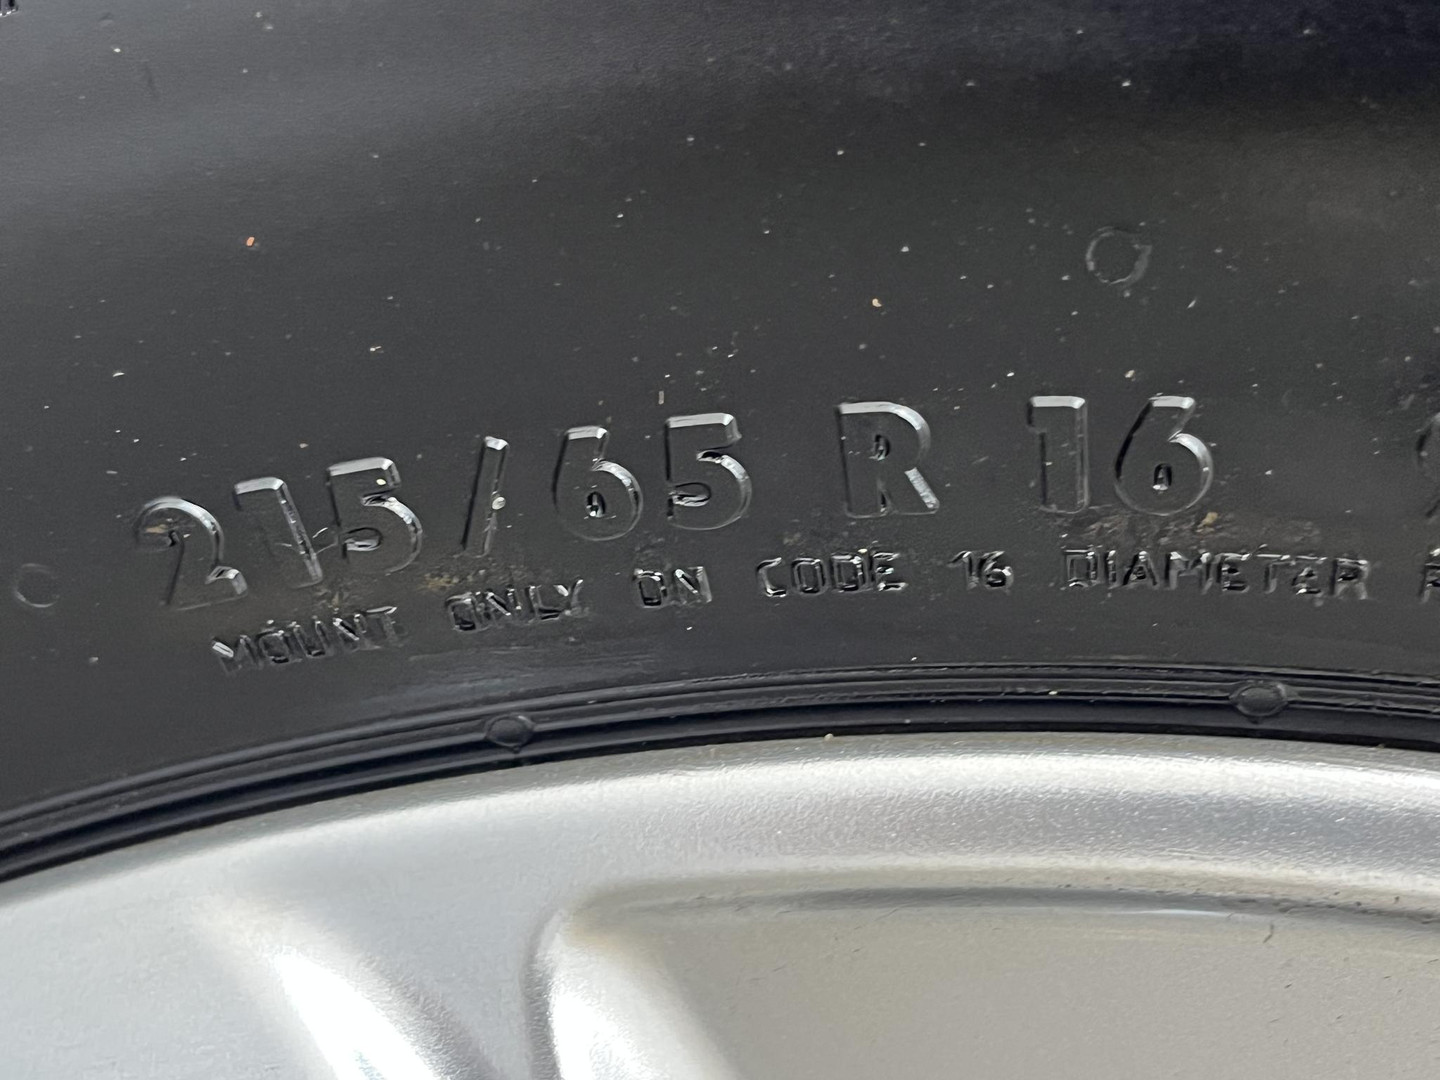 215/65 R 16
MOUNT ONLY ON CODE 16 DIAMETER